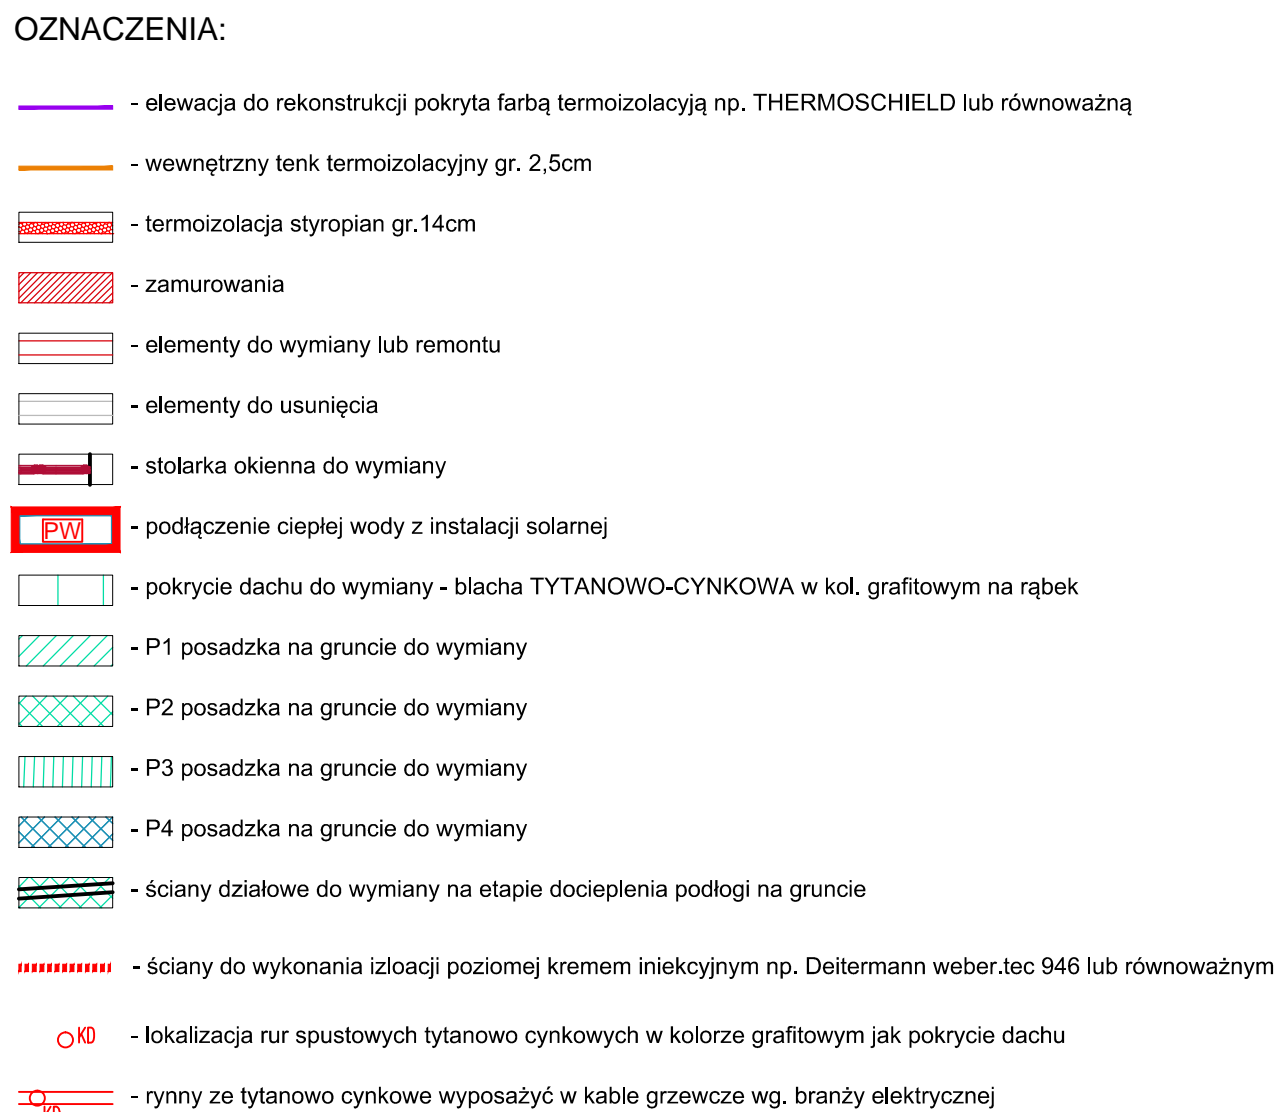 OZNACZENIA:
- elewacja do rekonstrukcji pokryta farbą termoizolacyją np. THERMOSCHIELD lub równoważną
- wewnętrzny tenk termoizolacyjny gr. 2,5cm
- termoizolacja styropian gr.14cm
- zamurowania
- elementy do wymiany lub remontu
- elementy do usunięcia
- stolarka okienna do wymiany
PW - podłączenie ciepłej wody z instalacji solarnej
- pokrycie dachu do wymiany - blacha TYTANOWO-CYNKOWA w kol. grafitowym na rąbek
- P1 posadzka na gruncie do wymiany
- P2 posadzka na gruncie do wymiany
- P3 posadzka na gruncie do wymiany
- P4 posadzka na gruncie do wymiany
- ściany działowe do wymiany na etapie docieplenia podłogi na gruncie
- ściany do wykonania izloacji poziomej kremem iniekcyjnym np. Deitermann weber.tec 946 lub równoważnym
KD - lokalizacja rur spustowych tytanowo cynkowych w kolorze grafitowym jak pokrycie dachu
- rynny ze tytanowo cynkowe wyposażyć w kable grzewcze wg. branży elektrycznej
KD